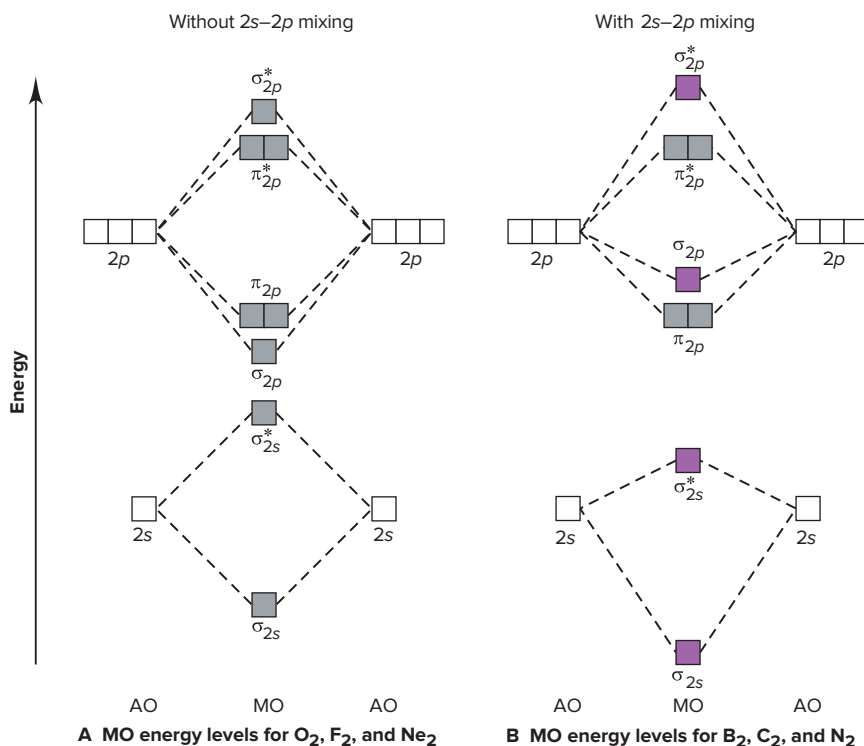 Without 2s–2p mixing
σ*2p
π*2p
2p
2p
π2p
σ2p
σ*2s
2s
2s
σ2s
AO
MO
AO
A MO energy levels for O2, F2, and Ne2
Energy
With 2s–2p mixing
σ*2p
π*2p
2p
2p
σ2p
π2p
σ*2s
2s
2s
σ2s
AO
MO
AO
B MO energy levels for B2, C2, and N2